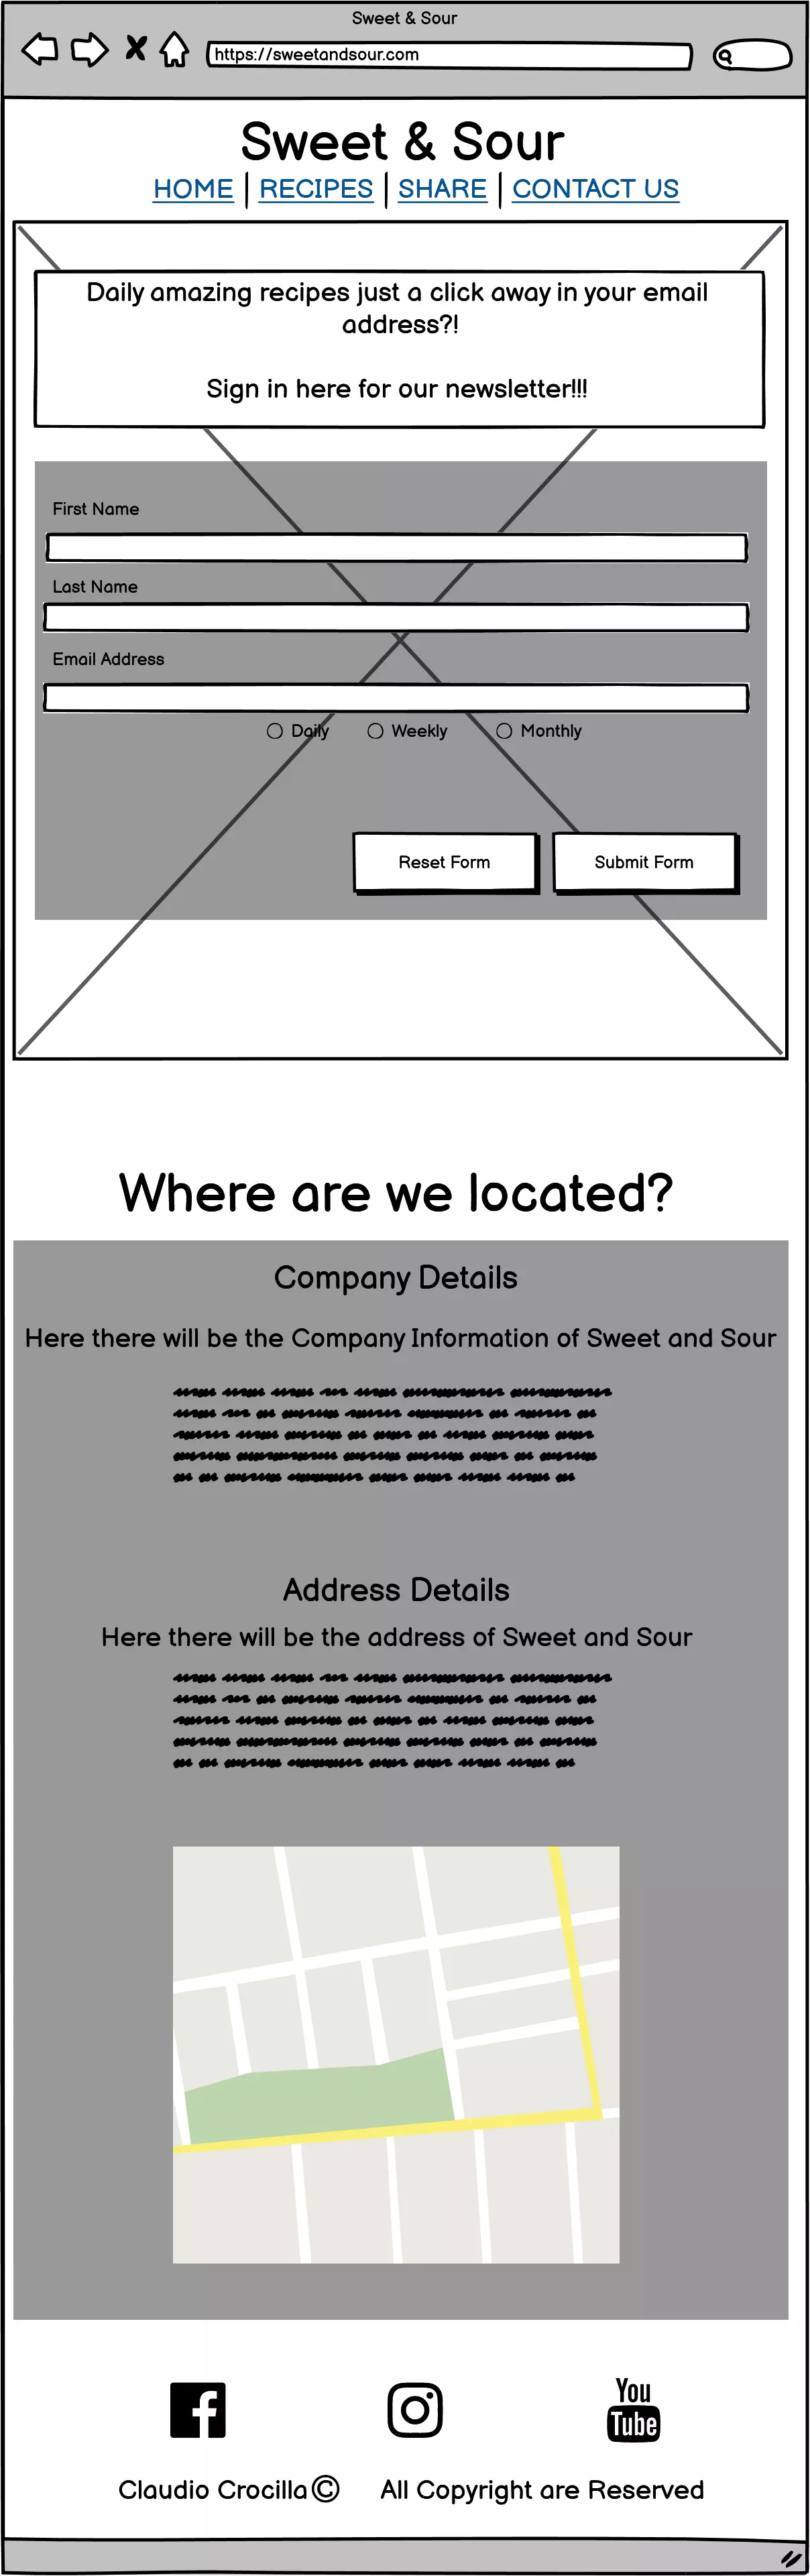 Sweet & Sour
https://sweetandsour.com
Sweet & Sour
HOME | RECIPES | SHARE | CONTACT US
Daily amazing recipes just a click away in your email
address?!
Sign in here for our newsletter!!!
First Name
Last Name
Email Address
Daily Weekly Monthly
Reset Form Submit Form
Where are we located?
Company Details
Here there will be the Company Information of Sweet and Sour
Address Details
Here there will be the address of Sweet and Sour
You
Tube
Claudio Crocilla© All Copyright are Reserved